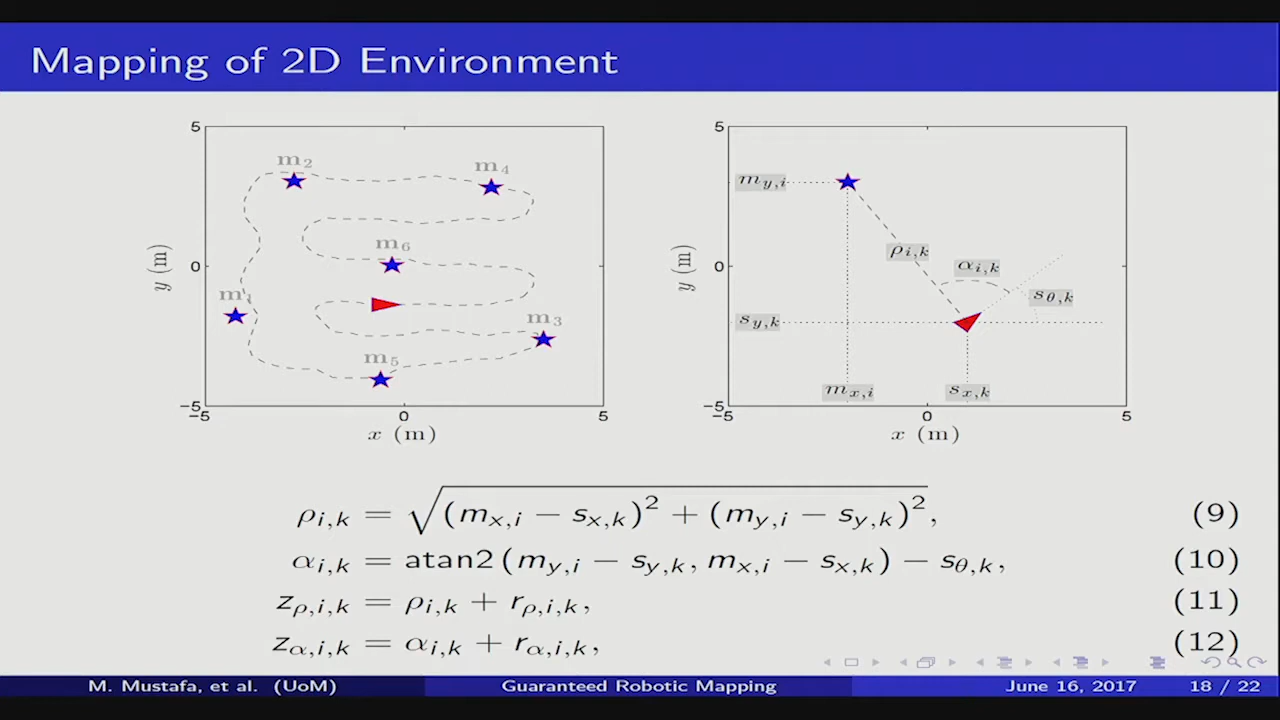 Mapping of 2D Environment
5
m2
m4
m6
y (m)
0
m1
m3
m5
−5
−5
0
5
x (m)
5
my,i
ρi,k
αi,k
y (m)
0
sθ,k
sy,k
mx,i
sx,k
−5
−5
0
5
x (m)
ρi,k = √(mx,i − sx,k)² + (my,i − sy,k)², (9)
αi,k = atan2 (my,i − sy,k, mx,i − sx,k) − sθ,k, (10)
zρ,i,k = ρi,k + rρ,i,k, (11)
zα,i,k = αi,k + rα,i,k, (12)
M. Mustafa, et al. (UoM) Guaranteed Robotic Mapping June 16, 2017 18 / 22